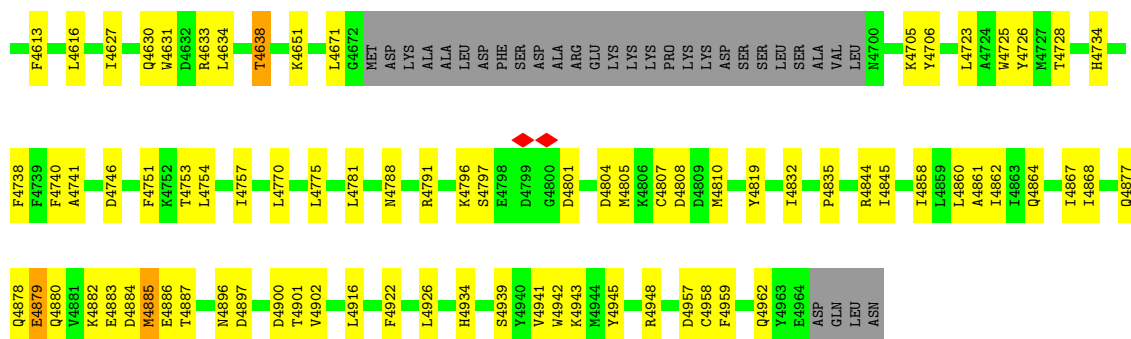 F4613 L4616 I4627 Q4630 W4631 D4632 R4633 L4634 T4638 K4651 L4671 G4672 MET ASP LYS ALA ALA LEU ASP PHE SER ASP ALA ARG GLU LYS LYS LYS PRO LYS LYS ASP SER SER LEU SER ALA VAL LEU N4700 K4705 Y4706 L4723 A4724 W4725 Y4726 M4727 T4728 H4734
F4738 F4739 F4740 A4741 D4746 F4751 K4752 T4753 L4754 I4757 L4770 L4775 L4781 N4788 R4791 K4796 S4797 E4798 D4799 G4800 D4801 D4804 M4805 K4806 C4807 D4808 D4809 M4810 Y4819 I4832 P4835 R4844 I4845 I4858 L4859 L4860 A4861 I4862 I4863 Q4864 I4867 I4868 Q4877
Q4878 E4879 Q4880 V4881 K4882 E4883 D4884 M4885 E4886 T4887 N4896 D4897 D4900 T4901 V4902 L4916 F4922 L4926 H4934 S4939 Y4940 V4941 W4942 K4943 M4944 Y4945 R4948 D4957 C4958 F4959 Q4962 Y4963 E4964 ASP GLN LEU ASN